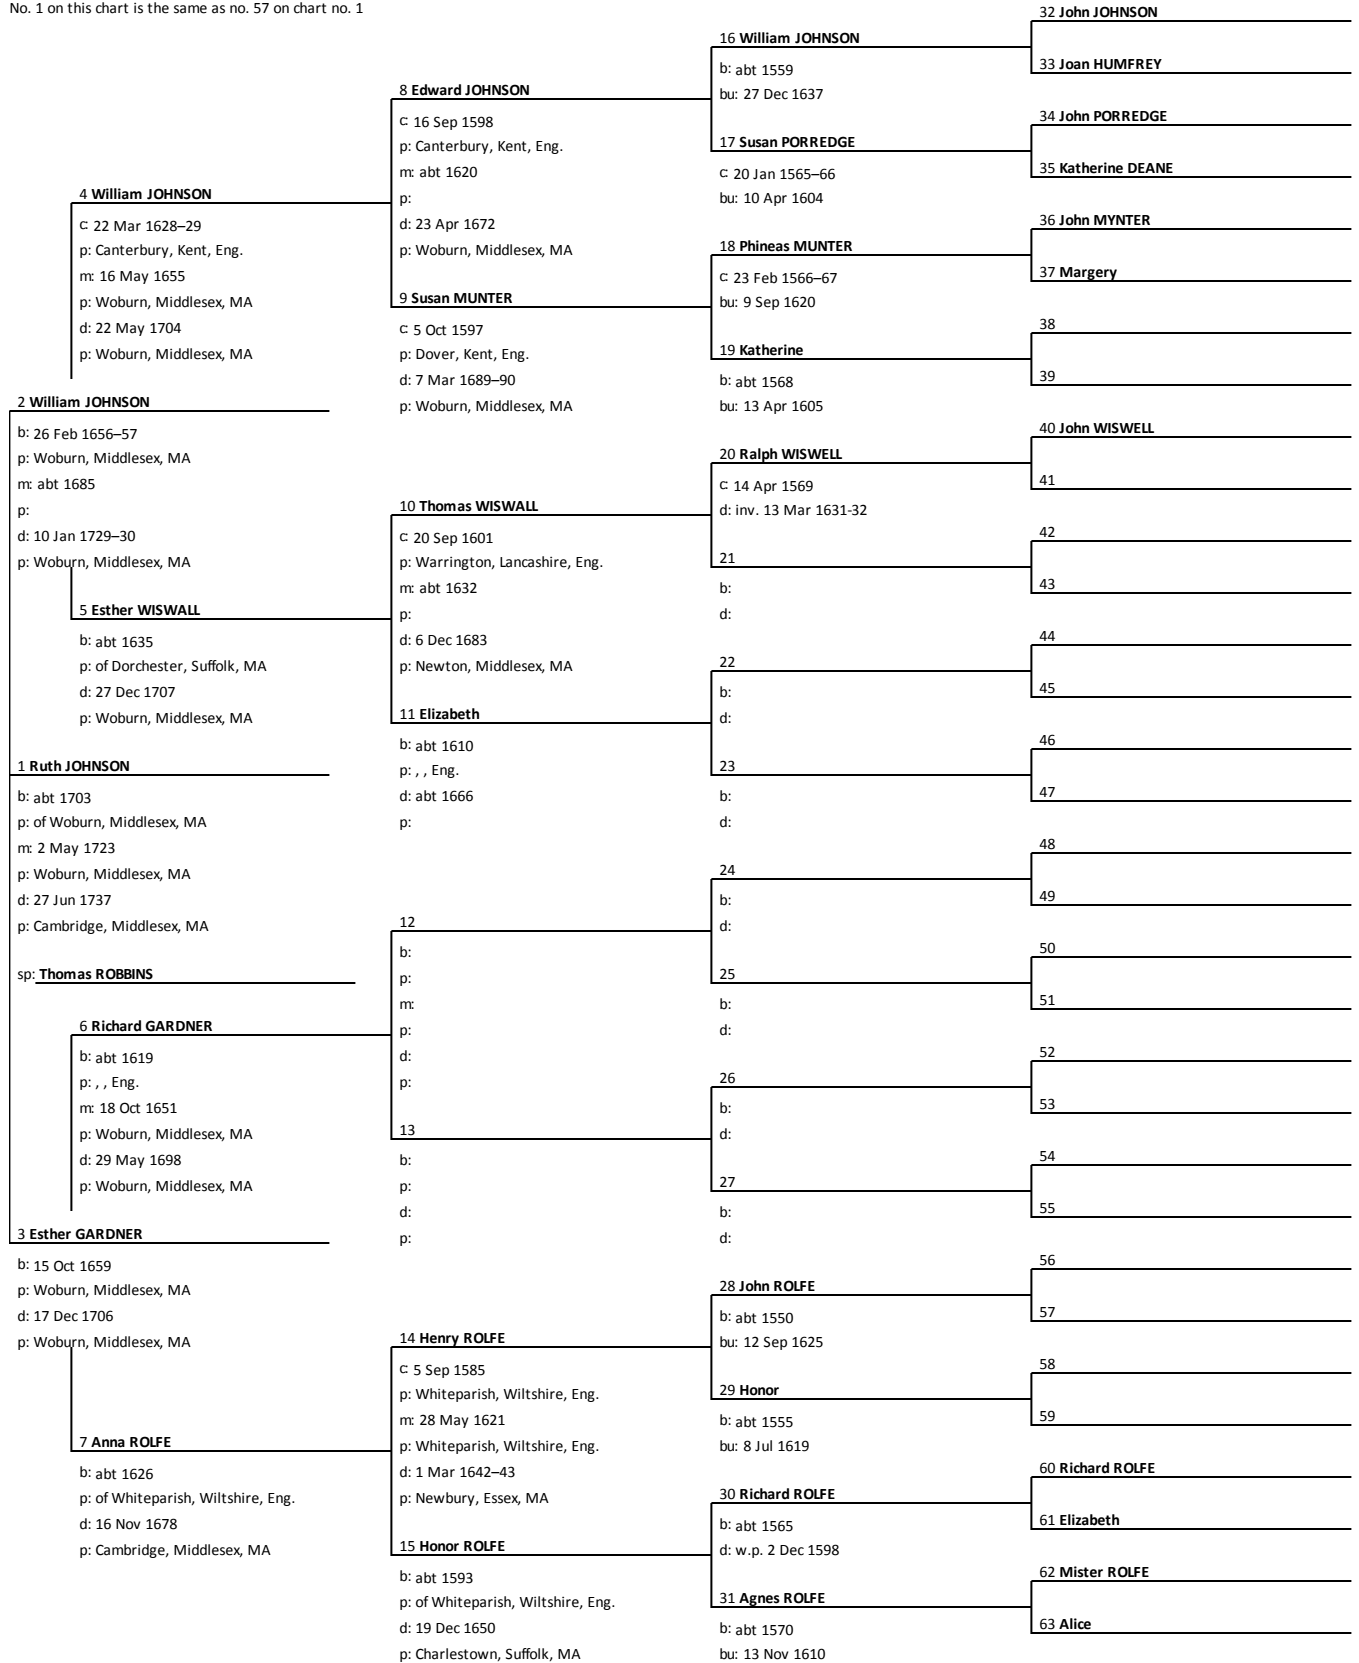 No. 1 on this chart is the same as no. 57 on chart no. 1
2 William JOHNSON
b: 26 Feb 1656–57
p: Woburn, Middlesex, MA
m: abt 1685
p:
d: 10 Jan 1729–30
p: Woburn, Middlesex, MA
1 Ruth JOHNSON
b: abt 1703
p: of Woburn, Middlesex, MA
m: 2 May 1723
p: Woburn, Middlesex, MA
d: 27 Jun 1737
p: Cambridge, Middlesex, MA
sp: Thomas ROBBINS
3 Esther GARDNER
b: 15 Oct 1659
p: Woburn, Middlesex, MA
d: 17 Dec 1706
p: Woburn, Middlesex, MA
4 William JOHNSON
c: 22 Mar 1628–29
p: Canterbury, Kent, Eng.
m: 16 May 1655
p: Woburn, Middlesex, MA
d: 22 May 1704
p: Woburn, Middlesex, MA
5 Esther WISWALL
b: abt 1635
p: of Dorchester, Suffolk, MA
d: 27 Dec 1707
p: Woburn, Middlesex, MA
6 Richard GARDNER
b: abt 1619
p: , , Eng.
m: 18 Oct 1651
p: Woburn, Middlesex, MA
d: 29 May 1698
p: Woburn, Middlesex, MA
7 Anna ROLFE
b: abt 1626
p: of Whiteparish, Wiltshire, Eng.
d: 16 Nov 1678
p: Cambridge, Middlesex, MA
8 Edward JOHNSON
c: 16 Sep 1598
p: Canterbury, Kent, Eng.
m: abt 1620
p:
d: 23 Apr 1672
p: Woburn, Middlesex, MA
9 Susan MUNTER
c: 5 Oct 1597
p: Dover, Kent, Eng.
d: 7 Mar 1689–90
p: Woburn, Middlesex, MA
10 Thomas WISWALL
c: 20 Sep 1601
p: Warrington, Lancashire, Eng.
m: abt 1632
p:
d: 6 Dec 1683
p: Newton, Middlesex, MA
11 Elizabeth
b: abt 1610
p: , , Eng.
d: abt 1666
p:
12
b:
p:
m:
p:
d:
p:
13
b:
p:
d:
p:
14 Henry ROLFE
c: 5 Sep 1585
p: Whiteparish, Wiltshire, Eng.
m: 28 May 1621
p: Whiteparish, Wiltshire, Eng.
d: 1 Mar 1642–43
p: Newbury, Essex, MA
15 Honor ROLFE
b: abt 1593
p: of Whiteparish, Wiltshire, Eng.
d: 19 Dec 1650
p: Charlestown, Suffolk, MA
16 William JOHNSON
b: abt 1559
bu: 27 Dec 1637
17 Susan PORREDGE
c: 20 Jan 1565–66
bu: 10 Apr 1604
18 Phineas MUNTER
c: 23 Feb 1566–67
bu: 9 Sep 1620
19 Katherine
b: abt 1568
bu: 13 Apr 1605
20 Ralph WISWELL
c: 14 Apr 1569
d: inv. 13 Mar 1631-32
21
b:
d:
22
b:
d:
23
b:
d:
24
b:
d:
25
b:
d:
26
b:
d:
27
b:
d:
28 John ROLFE
b: abt 1550
bu: 12 Sep 1625
29 Honor
b: abt 1555
bu: 8 Jul 1619
30 Richard ROLFE
b: abt 1565
d: w.p. 2 Dec 1598
31 Agnes ROLFE
b: abt 1570
bu: 13 Nov 1610
32 John JOHNSON
33 Joan HUMFREY
34 John PORREDGE
35 Katherine DEANE
36 John MYNTER
37 Margery
38
39
40 John WISWELL
41
42
43
44
45
46
47
48
49
50
51
52
53
54
55
56
57
58
59
60 Richard ROLFE
61 Elizabeth
62 Mister ROLFE
63 Alice